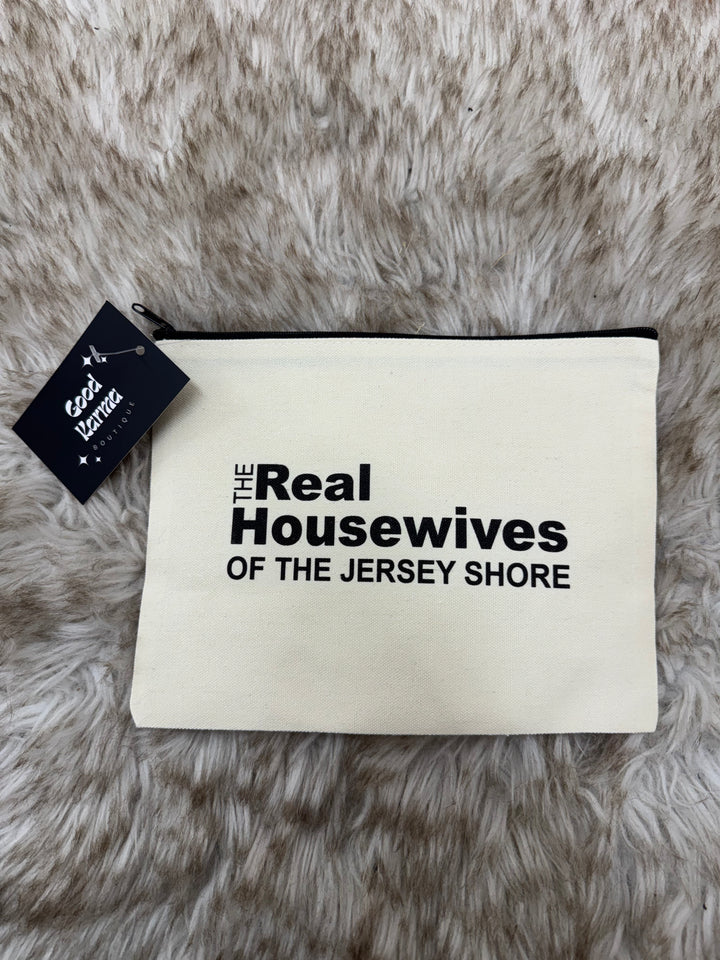 Good
Karma
BOUTIQUE
THE Real
Housewives
OF THE JERSEY SHORE